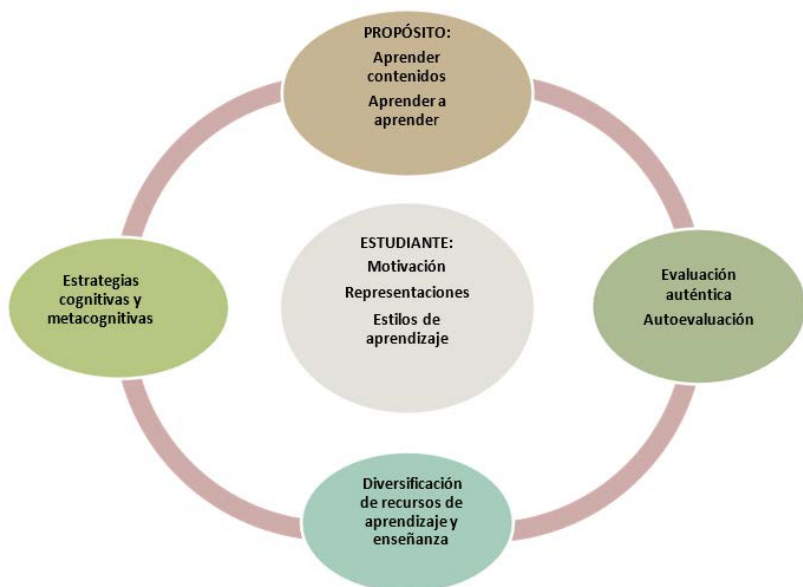 PROPÓSITO:
Aprender
contenidos
Aprender a
aprender
Estrategias
cognitivas y
metacognitivas
ESTUDIANTE:
Motivación
Representaciones
Estilos de
aprendizaje
Evaluación
auténtica
Autoevaluación
Diversificación
de recursos de
aprendizaje y
enseñanza